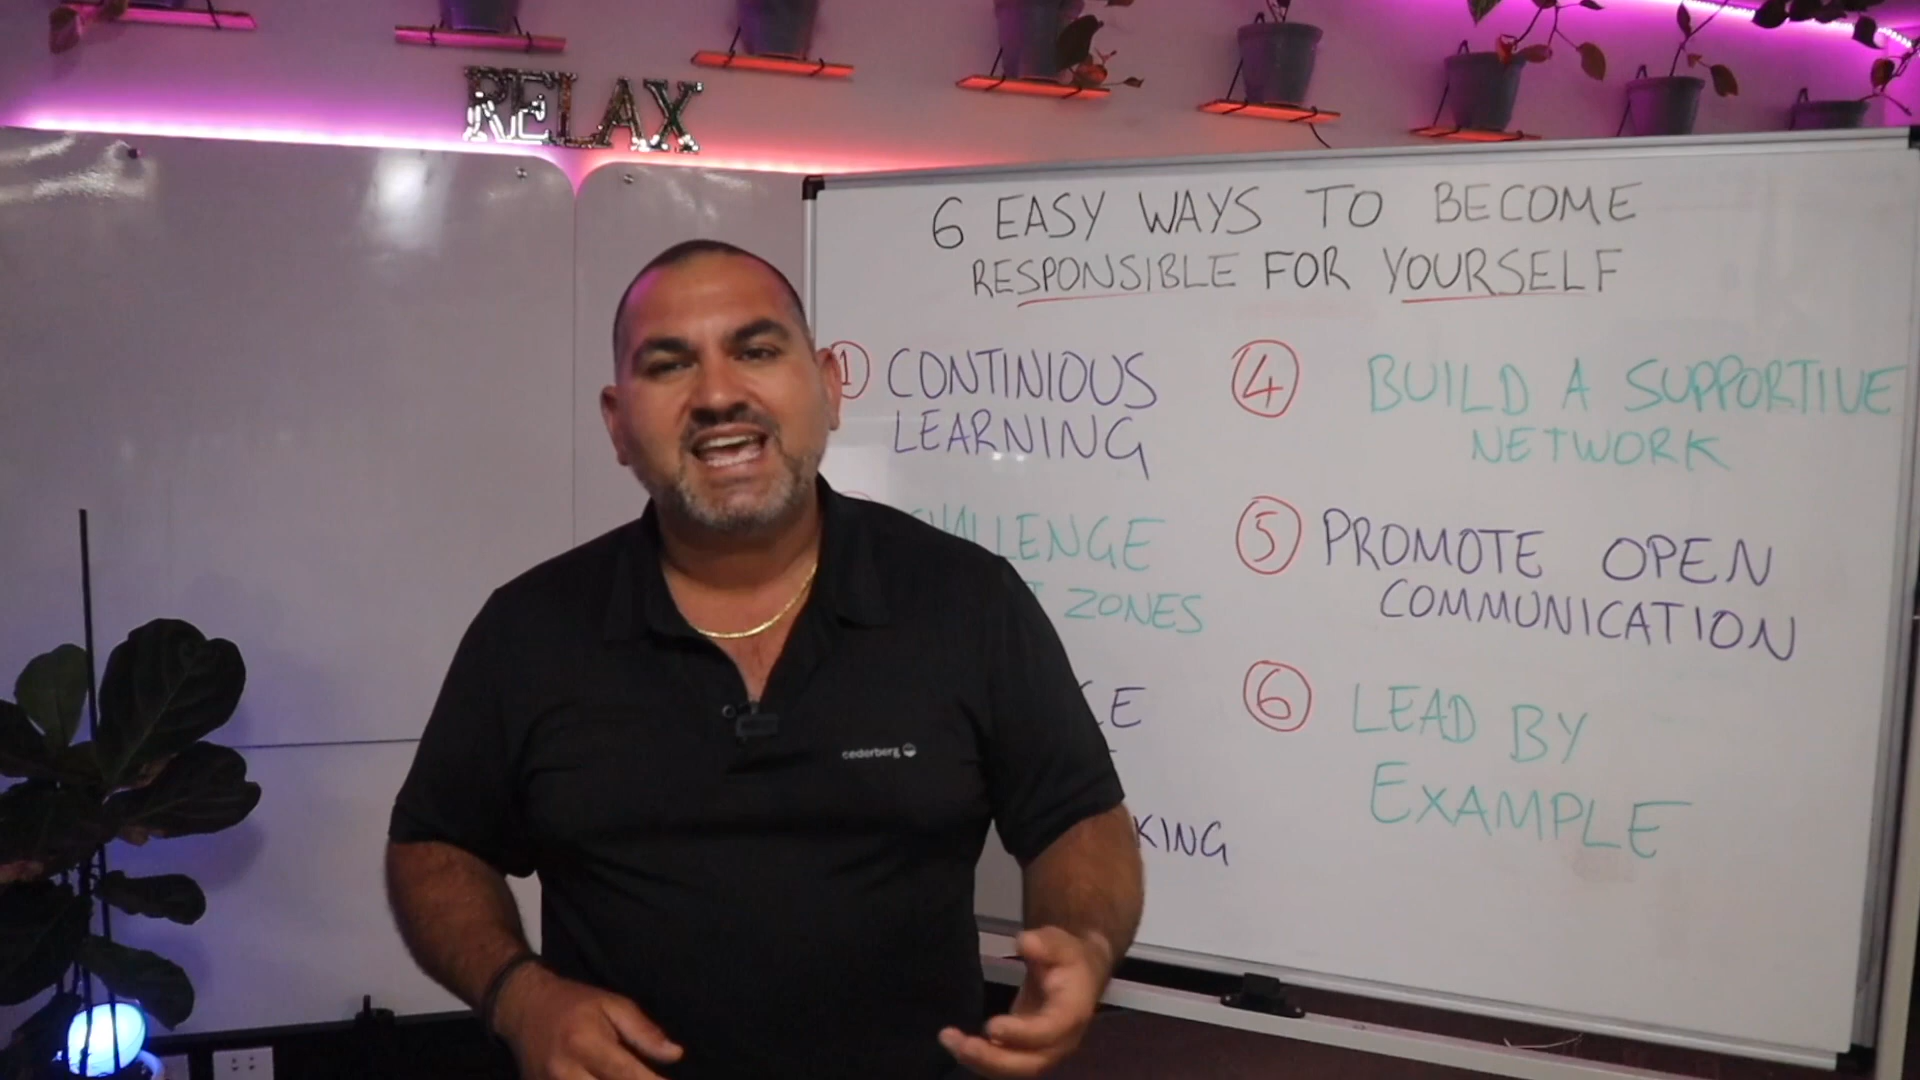 RELAX
6 EASY WAYS TO BECOME
RESPONSIBLE FOR YOURSELF
1 CONTINIOUS
LEARNING
CHALLENGE
ZONES
KING
4 BUILD A SUPPORTIVE
NETWORK
5 PROMOTE OPEN
COMMUNICATION
6 LEAD BY
EXAMPLE
cederberg